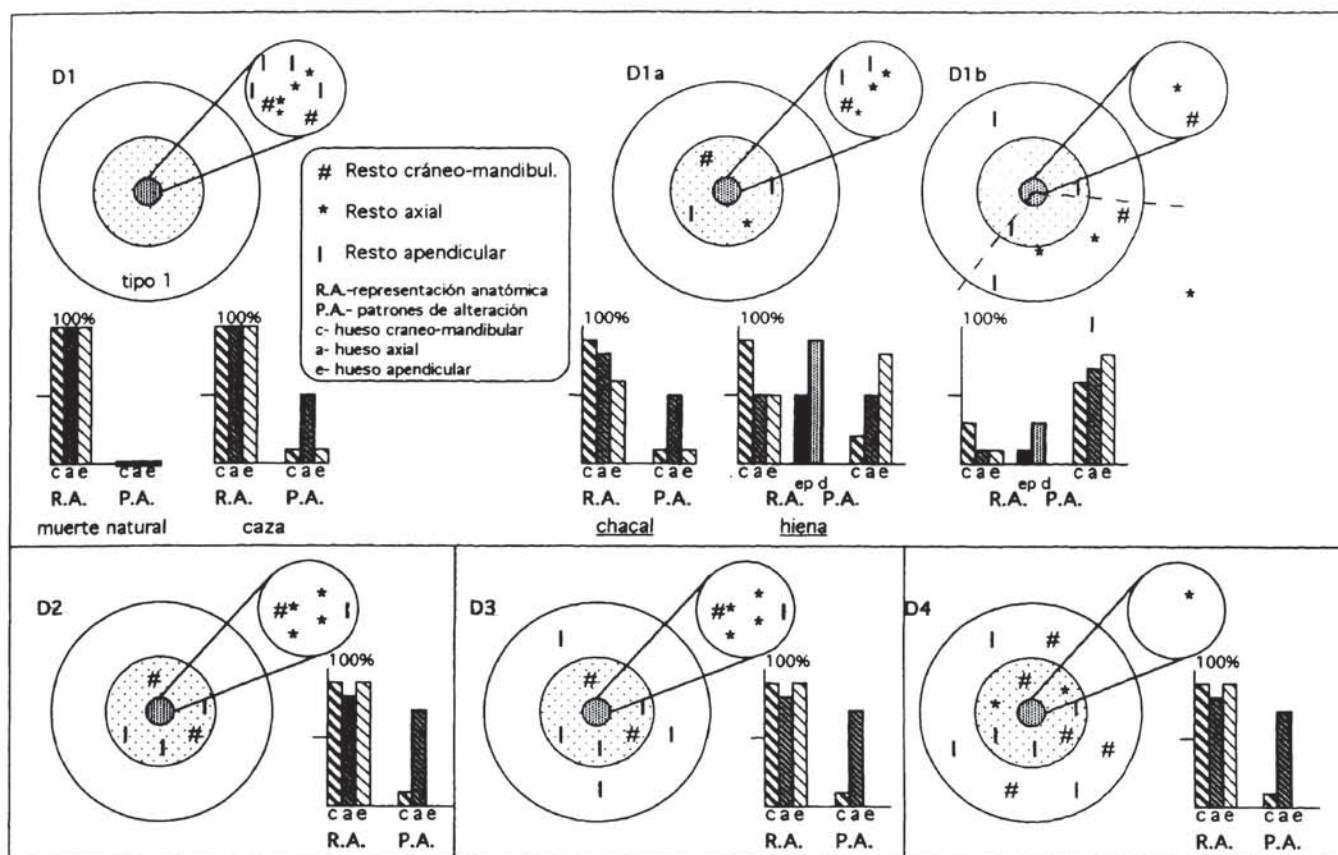 D1
tipo 1
# Resto cráneo-mandibul.
* Resto axial
| Resto apendicular
R.A.-representación anatómica
P.A.- patrones de alteración
c- hueso craneo-mandibular
a- hueso axial
e- hueso apendicular
100%
c a e
c a e
R.A.
P.A.
muerte natural
100%
c a e
c a e
R.A.
P.A.
caza
D1a
100%
c a e
c a e
R.A.
P.A.
chacal
100%
c a e
ep d
c a e
R.A.
P.A.
hiena
D1b
100%
c a e
ep d
c a e
R.A.
P.A.
D2
100%
c a e
c a e
R.A.
P.A.
D3
100%
c a e
c a e
R.A.
P.A.
D4
100%
c a e
c a e
R.A.
P.A.